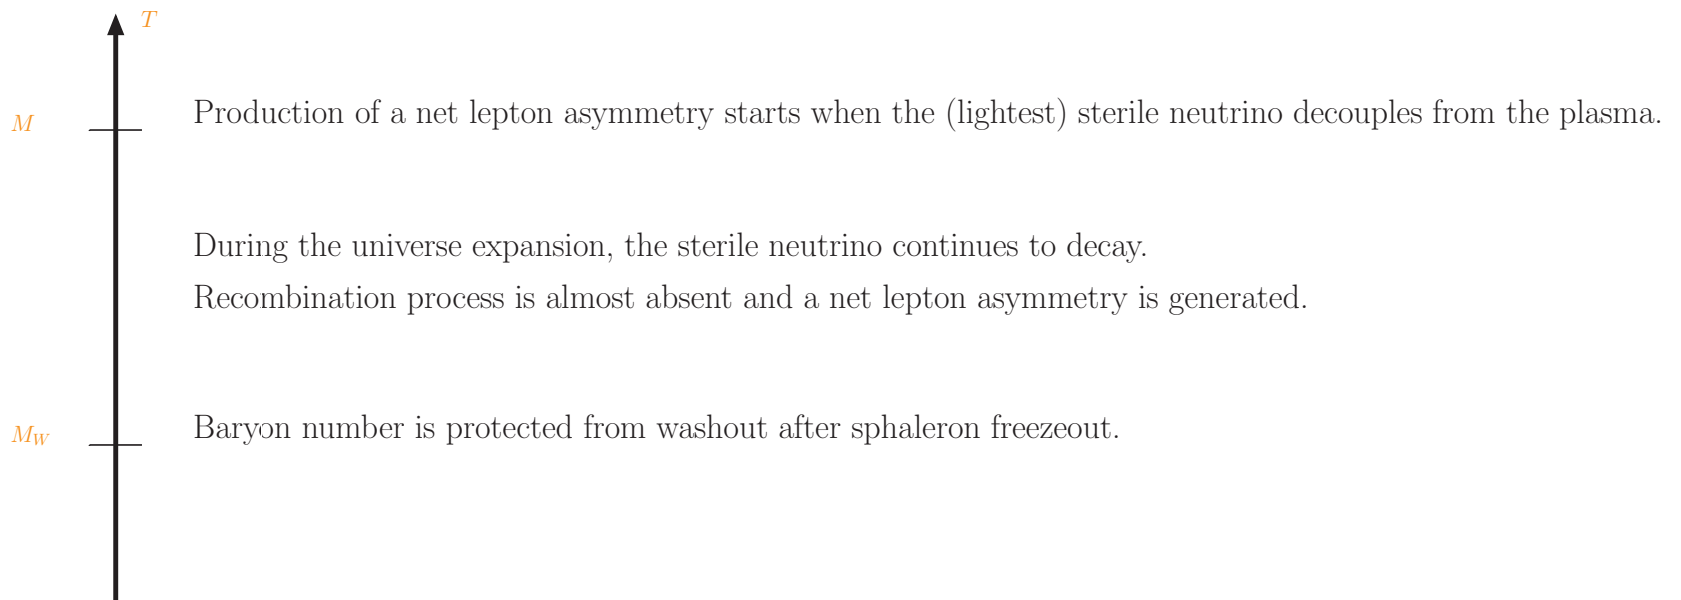 T
M
Production of a net lepton asymmetry starts when the (lightest) sterile neutrino decouples from the plasma.
During the universe expansion, the sterile neutrino continues to decay.
Recombination process is almost absent and a net lepton asymmetry is generated.
M_W
Baryon number is protected from washout after sphaleron freezeout.